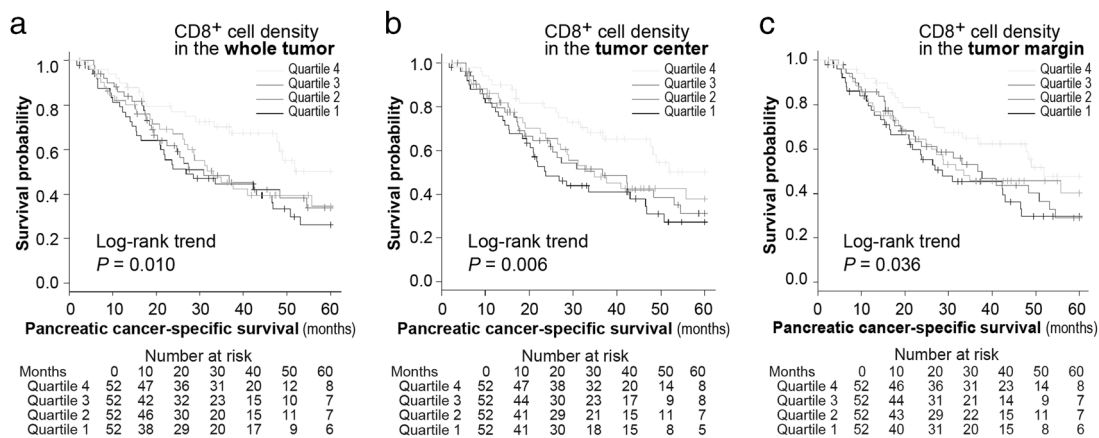 a
CD8+ cell density
in the whole tumor
Quartile 4
Quartile 3
Quartile 2
Quartile 1
1.0
0.8
0.6
0.4
0.2
0.0
Survival probability
Log-rank trend
P = 0.010
0 10 20 30 40 50 60
Pancreatic cancer-specific survival (months)
Number at risk
Months 0 10 20 30 40 50 60
Quartile 4 52 47 36 31 20 12 8
Quartile 3 52 42 32 23 15 10 7
Quartile 2 52 46 30 20 15 11 7
Quartile 1 52 38 29 20 17 9 6
b
CD8+ cell density
in the tumor center
Quartile 4
Quartile 3
Quartile 2
Quartile 1
1.0
0.8
0.6
0.4
0.2
0.0
Survival probability
Log-rank trend
P = 0.006
0 10 20 30 40 50 60
Pancreatic cancer-specific survival (months)
Number at risk
Months 0 10 20 30 40 50 60
Quartile 4 52 47 38 32 20 14 8
Quartile 3 52 44 30 23 17 9 8
Quartile 2 52 41 29 21 15 11 7
Quartile 1 52 41 30 18 15 8 5
c
CD8+ cell density
in the tumor margin
Quartile 4
Quartile 3
Quartile 2
Quartile 1
1.0
0.8
0.6
0.4
0.2
0.0
Survival probability
Log-rank trend
P = 0.036
0 10 20 30 40 50 60
Pancreatic cancer-specific survival (months)
Number at risk
Months 0 10 20 30 40 50 60
Quartile 4 52 46 36 31 23 14 8
Quartile 3 52 44 31 21 14 9 7
Quartile 2 52 43 29 22 15 11 7
Quartile 1 52 40 31 20 15 8 6